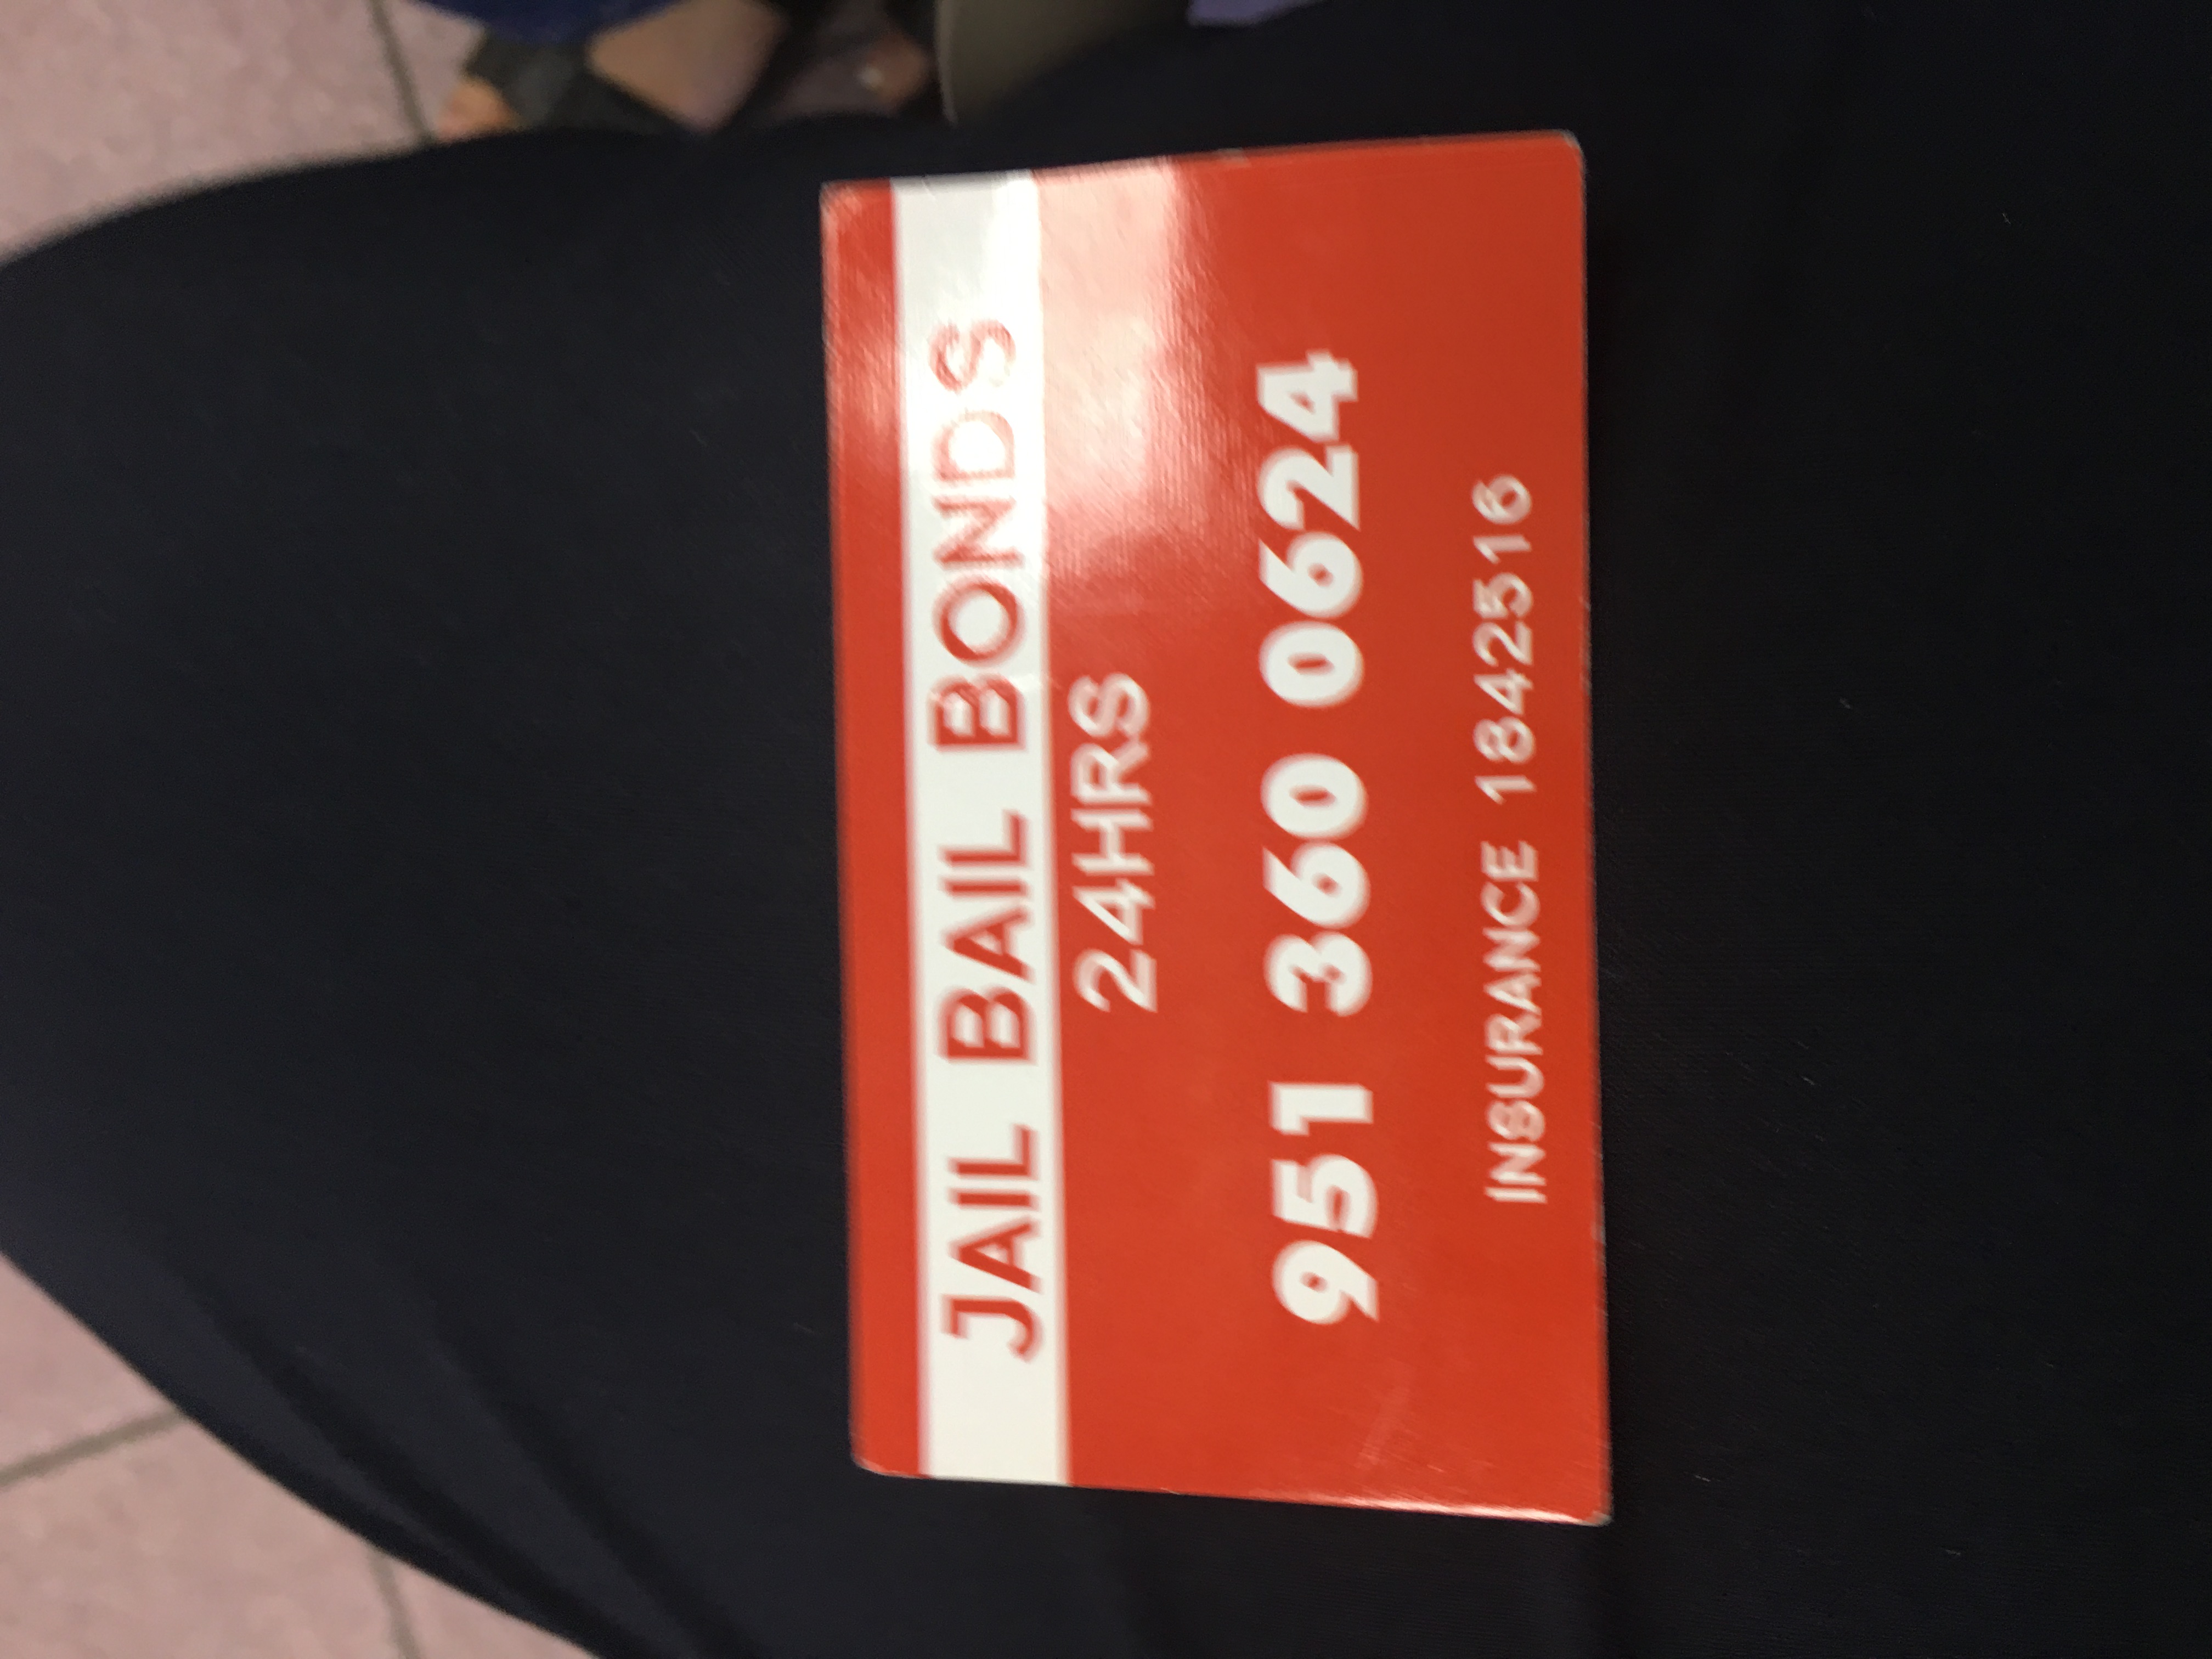 JAIL BAIL BONDS
24HRS
951 360 0624
INSURANCE 1842516